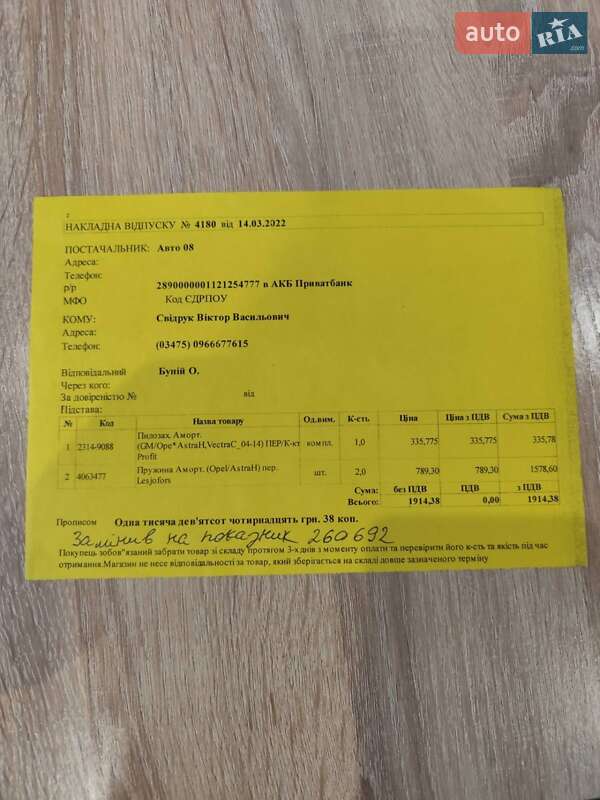 auto RIA .com
2
НАКЛАДНА ВІДПУСКУ № 4180 від 14.03.2022
ПОСТАЧАЛЬНИК: Авто 08
Адреса:
Телефон:
р/р 2890000001121254777 в АКБ Приватбанк
МФО Код ЄДРПОУ
КОМУ: Свідрук Віктор Васильович
Адреса:
Телефон: (03475) 0966677615
Відповідальний Буній О.
Через кого:
За довіреністю № від
Підстава:
№ Код Назва товару Од.вим. К-сть Ціна Ціна з ПДВ Сума з ПДВ
Пилозах. Аморт.
1 2314-9088 (GM/Ope*AstraH,VectraC_04-14) ПЕР/К-кт компл. 1,0 335,775 335,775 335,78
Profit
2 4063477 Пружина Аморт. (Opel/AstraH) пер. шт. 2,0 789,30 789,30 1578,60
Lesjofors
Сума: без ПДВ ПДВ з ПДВ
Всього: 1914,38 0,00 1914,38
Прописом Одна тисяча дев'ятсот чотирнадцять грн. 38 коп.
Замінив на показник 260692
Покупець зобов"язаний забрати товар зі складу протягом 3-х днів з моменту оплати та перевірити його к-сть та якість під час
отримання.Магазин не несе відповідальності за товар, який зберігається на складі довше зазначеного терміну